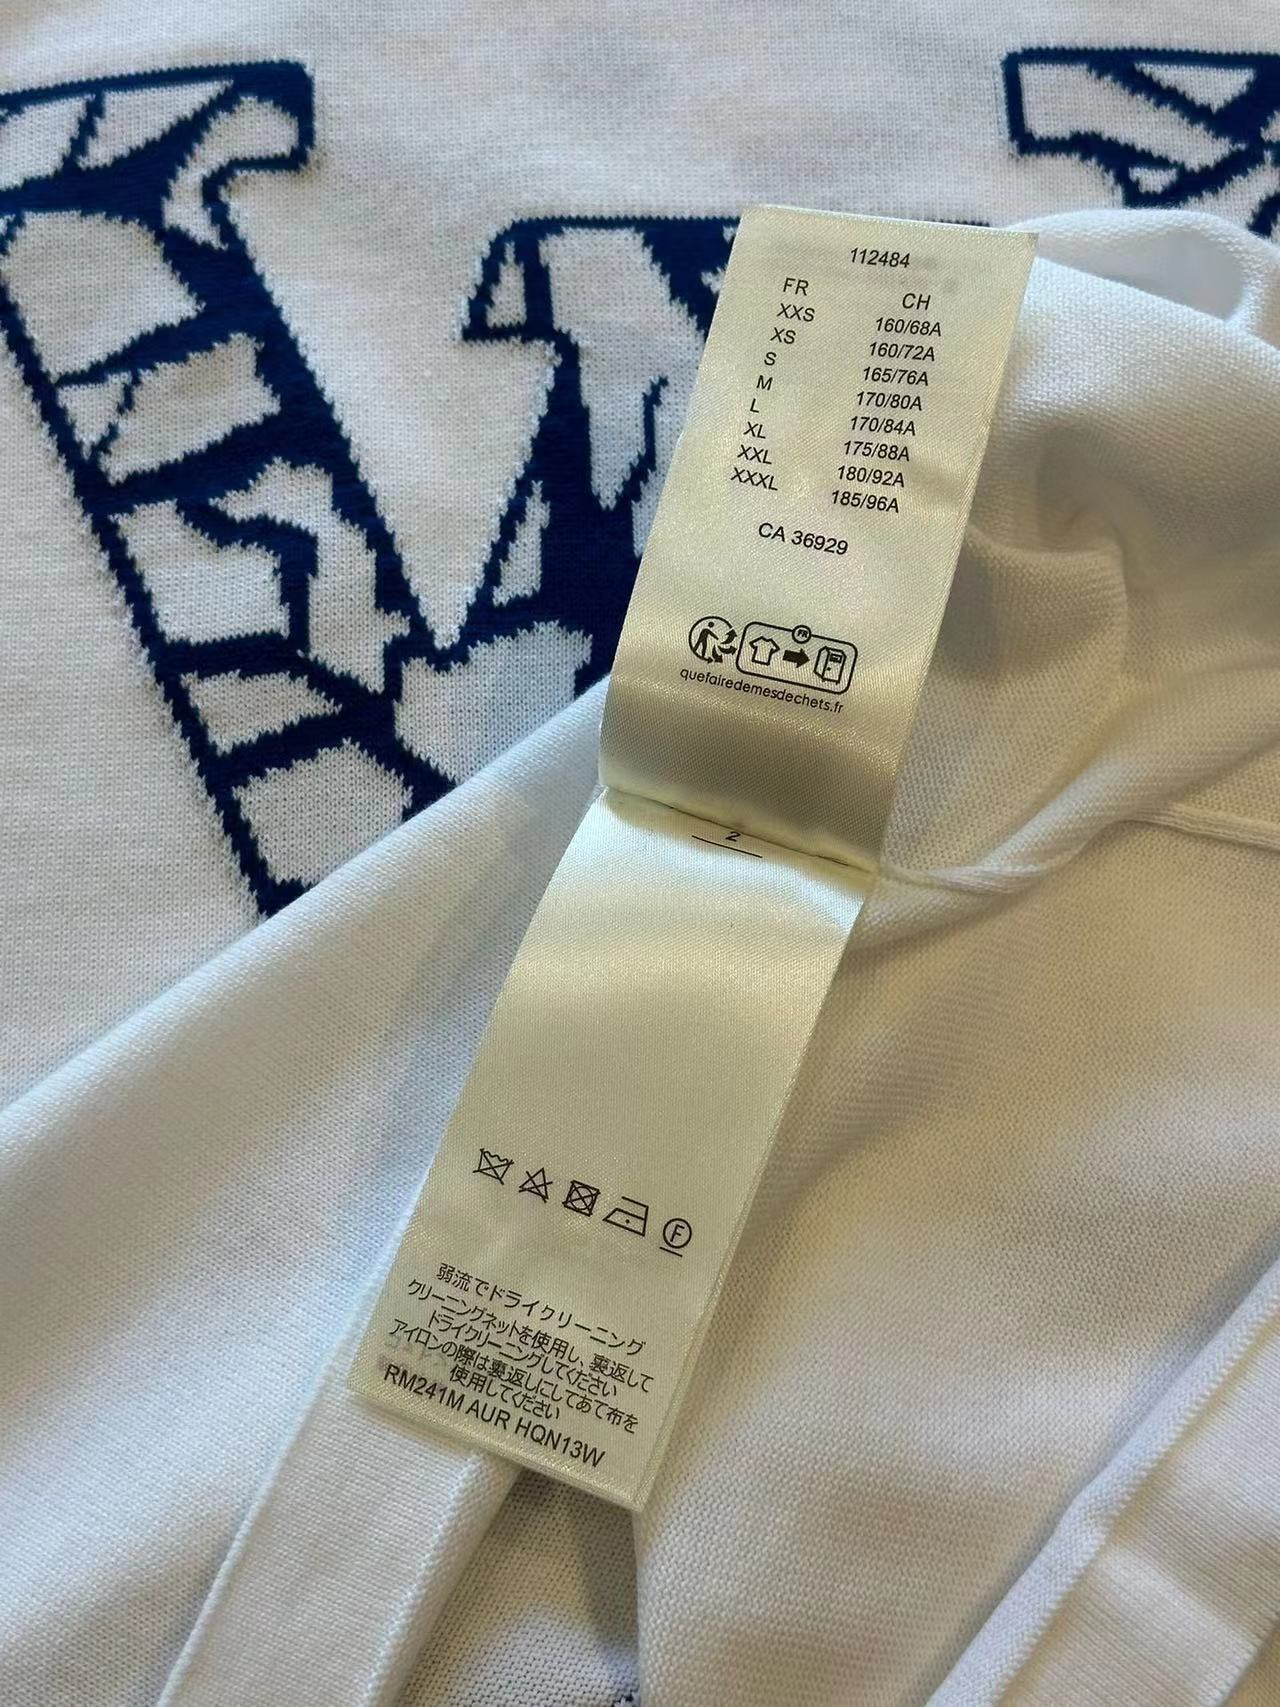 112484
FR CH
XXS 160/68A
XS 160/72A
S 165/76A
M 170/80A
L 170/84A
XL 175/88A
XXL 180/92A
XXXL 185/96A
CA 36929
FR
quefairedemesdechets.fr
2
F
弱流でドライクリーニング
クリーニングネットを使用し、裏返して
ドライクリーニングしてください
アイロンの際は裏返しにしてあて布を
使用してください
RM241M AUR HQN13W